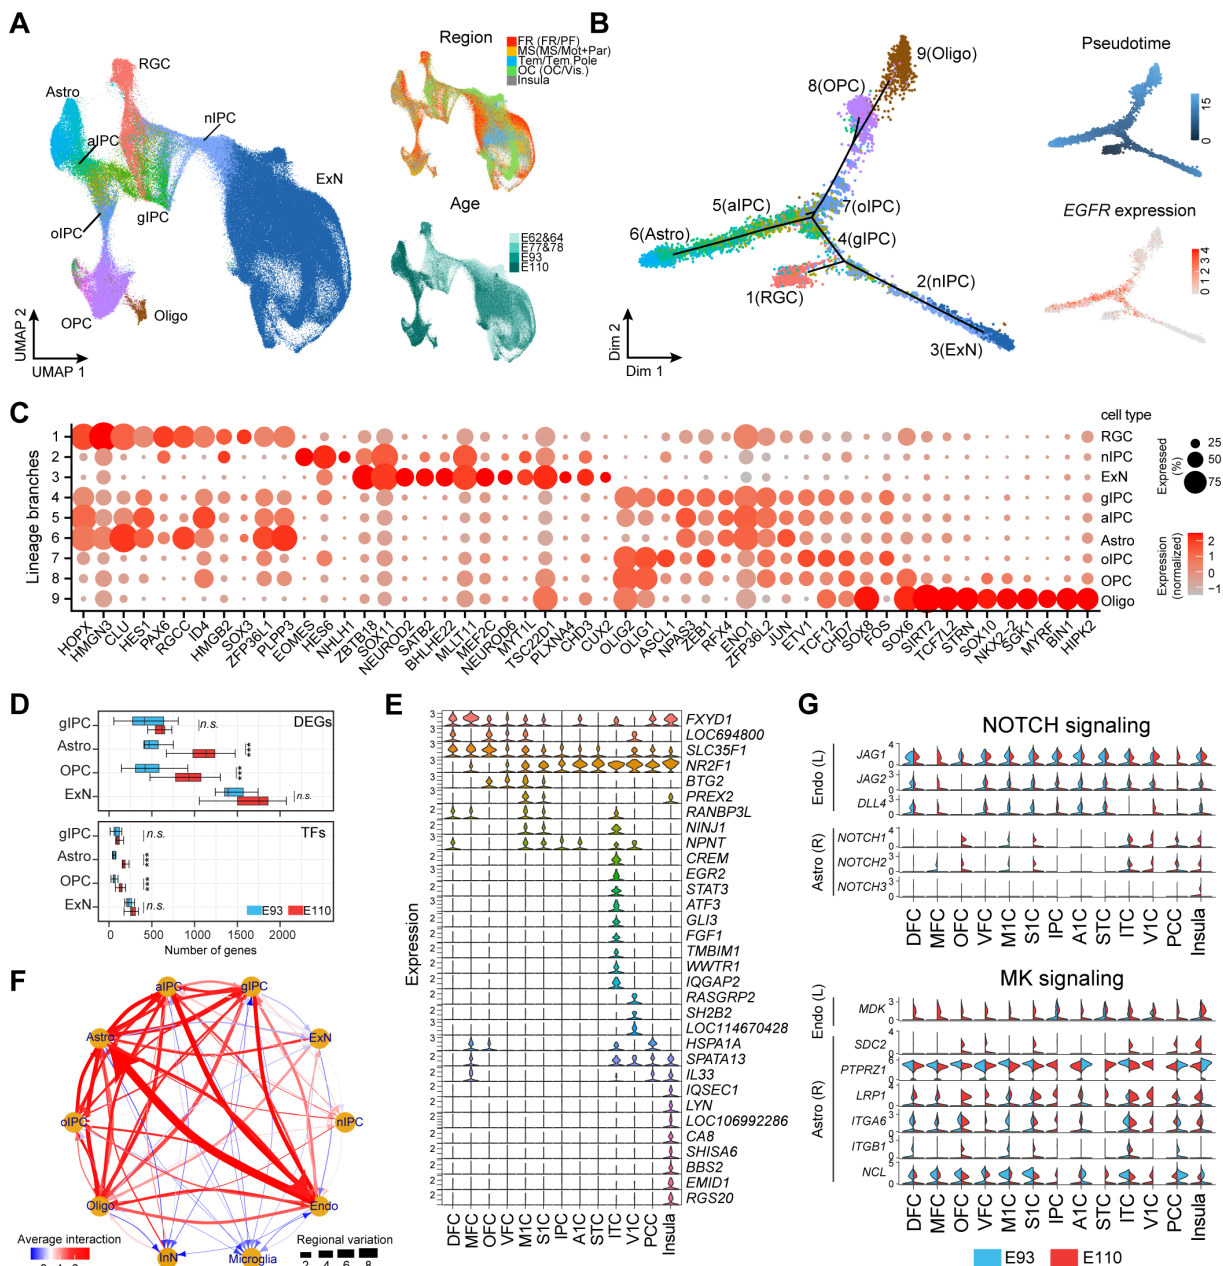 A
RGC
Astro
aIPC
nIPC
ExN
gIPC
oIPC
OPC
Oligo
UMAP 2
UMAP 1
Region
FR (FR/PF)
MS(MS/Mot+Par)
Tem/Tem.Pole
OC (OC/Vis.)
Insula
Age
E62&64
E77&78
E93
E110
B
9(Oligo)
8(OPC)
5(aIPC)
7(oIPC)
6(Astro)
4(gIPC)
1(RGC)
2(nIPC)
3(ExN)
Dim 2
Dim 1
Pseudotime
0 15
EGFR expression
0 1 2 3 4
C
Lineage branches
1
2
3
4
5
6
7
8
9
cell type
RGC
nIPC
ExN
gIPC
aIPC
Astro
oIPC
OPC
Oligo
Expressed (%)
25
50
75
Expression (normalized)
2
1
0
−1
HOPX
HMGN3
CLU
HES1
PAX6
RGCC
ID4
HMGB2
SOX3
ZFP36L1
PLPP3
EOMES
HES6
NHLH1
ZBTB18
SOX11
NEUROD2
SATB2
BHLHE22
MLLT11
MEF2C
NEUROD6
MYT1L
TSC22D1
PLXNA4
CHD3
CUX2
OLIG2
OLIG1
ASCL1
NPAS3
ZEB1
RFX4
ENO1
ZFP36L2
JUN
ETV1
TCF12
CHD7
SOX8
FOS
SOX6
SIRT2
TCF7L2
STRN
SOX10
NKX2-2
SGK1
MYRF
BIN1
HIPK2
D
DEGs
gIPC
Astro
OPC
ExN
n.s.
***
***
n.s.
TFs
gIPC
Astro
OPC
ExN
n.s.
***
***
n.s.
E93 E110
0 500 1000 1500 2000
Number of genes
E
Expression
FXYD1
LOC694800
SLC35F1
NR2F1
BTG2
PREX2
RANBP3L
NINJ1
NPNT
CREM
EGR2
STAT3
ATF3
GLI3
FGF1
TMBIM1
WWTR1
IQGAP2
RASGRP2
SH2B2
LOC114670428
HSPA1A
SPATA13
IL33
IQSEC1
LYN
LOC106992286
CA8
SHISA6
BBS2
EMID1
RGS20
DFC
MFC
OFC
VFC
M1C
S1C
IPC
A1C
STC
ITC
V1C
PCC
Insula
F
aIPC
gIPC
Astro
ExN
oIPC
nIPC
Oligo
Endo
InN
Microglia
Average interaction
Regional variation
2 4 6 8
G
NOTCH signaling
Endo (L)
JAG1
JAG2
DLL4
Astro (R)
NOTCH1
NOTCH2
NOTCH3
DFC
MFC
OFC
VFC
M1C
S1C
IPC
A1C
STC
ITC
V1C
PCC
Insula
MK signaling
Endo (L)
MDK
Astro (R)
SDC2
PTPRZ1
LRP1
ITGA6
ITGB1
NCL
DFC
MFC
OFC
VFC
M1C
S1C
IPC
A1C
STC
ITC
V1C
PCC
Insula
E93 E110